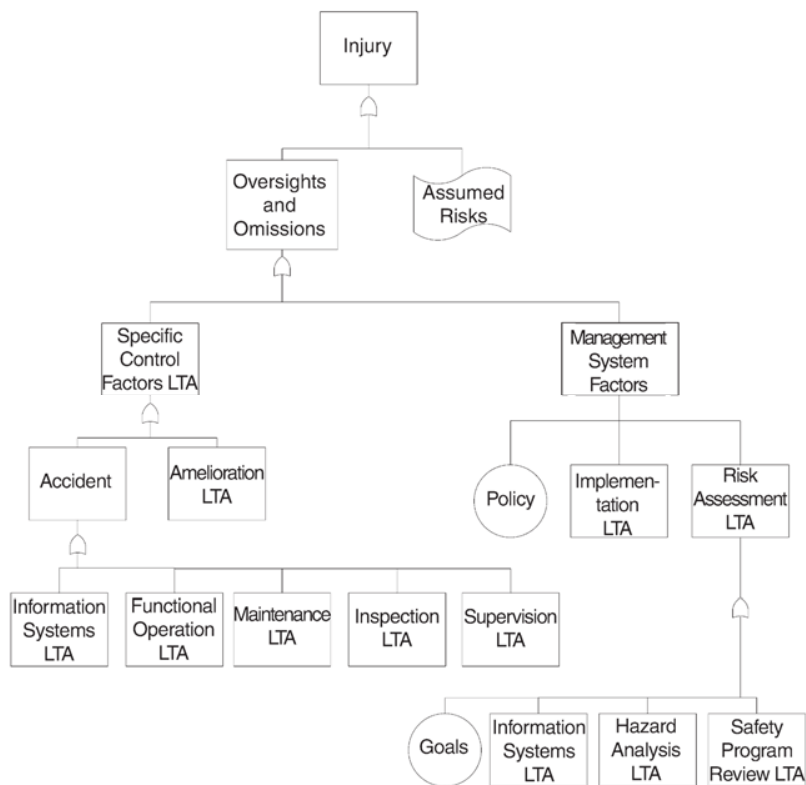 Injury
Oversights
and
Omissions
Assumed
Risks
Specific
Control
Factors LTA
Management
System
Factors
Accident
Amelioration
LTA
Policy
Implemen-
tation
LTA
Risk
Assessment
LTA
Information
Systems
LTA
Functional
Operation
LTA
Maintenance
LTA
Inspection
LTA
Supervision
LTA
Goals
Information
Systems
LTA
Hazard
Analysis
LTA
Safety
Program
Review LTA